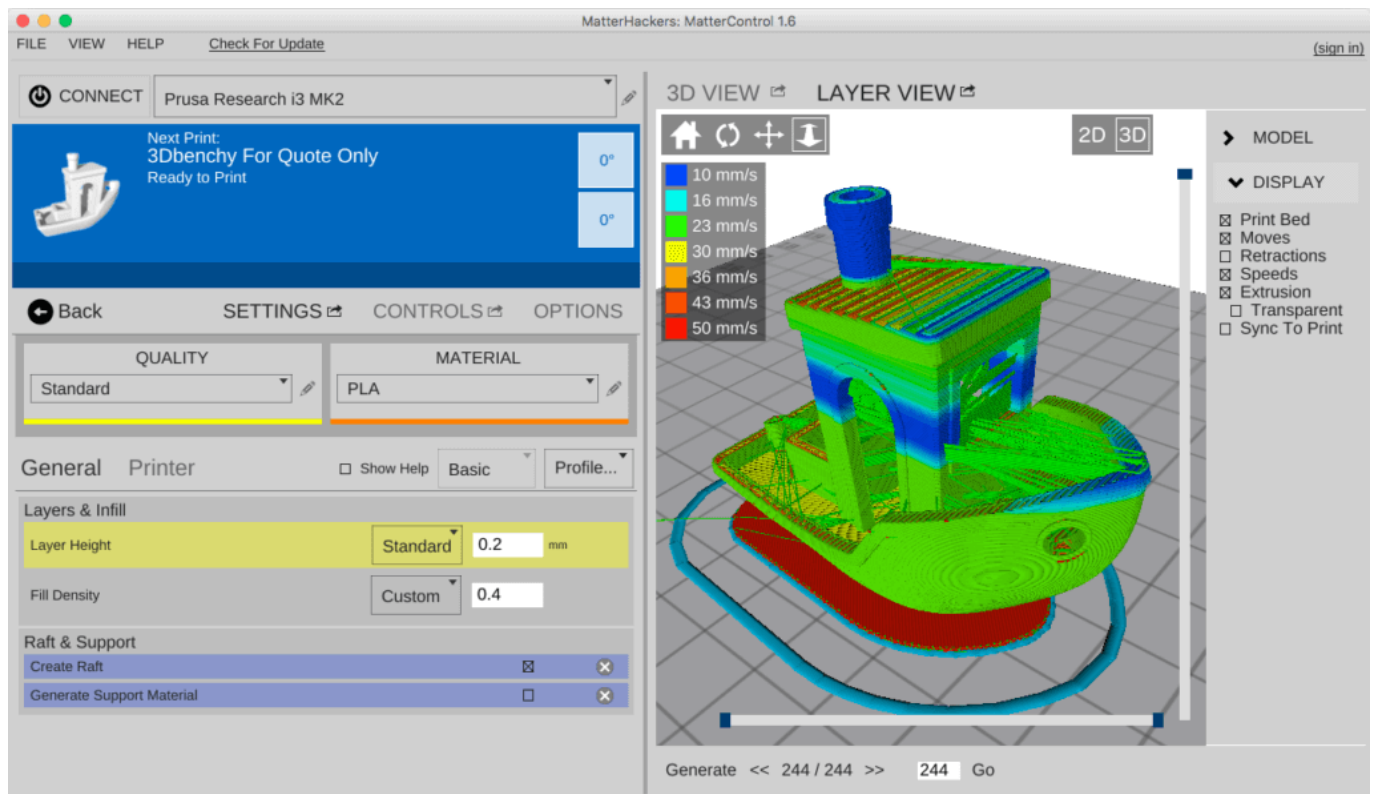 MatterHackers: MatterControl 1.6
FILE VIEW HELP Check For Update
(sign in)
CONNECT Prusa Research i3 MK2
Next Print:
3Dbenchy For Quote Only
Ready to Print
0°
0°
Back SETTINGS CONTROLS OPTIONS
QUALITY MATERIAL
Standard PLA
General Printer Show Help Basic Profile...
Layers & Infill
Layer Height Standard 0.2 mm
Fill Density Custom 0.4
Raft & Support
Create Raft
Generate Support Material
3D VIEW LAYER VIEW
2D 3D
10 mm/s
16 mm/s
23 mm/s
30 mm/s
36 mm/s
43 mm/s
50 mm/s
MODEL
DISPLAY
Print Bed
Moves
Retractions
Speeds
Extrusion
Transparent
Sync To Print
Generate << 244 / 244 >> 244 Go